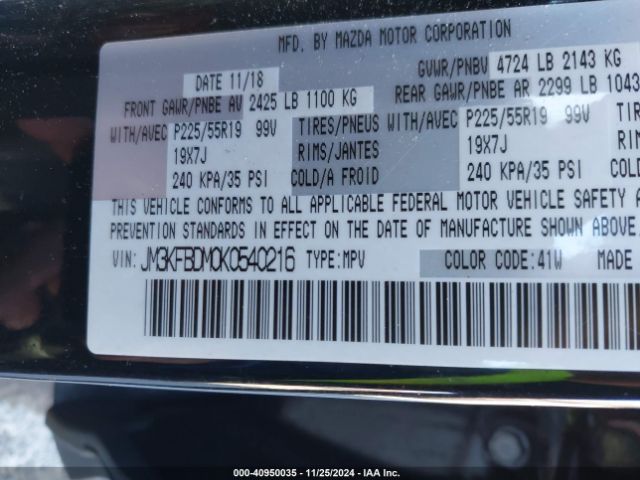 MFD. BY MAZDA MOTOR CORPORATION
DATE 11/18 GVWR/PNBV 4724 LB 2143 KG
FRONT GAWR/PNBE AV 2425 LB 1100 KG REAR GAWR/PNBE AR 2299 LB 1043
WITH/AVEC P225/55R19 99V TIRES/PNEUS WITH/AVEC P225/55R19 99V
19X7J RIMS/JANTES 19X7J
240 KPA/35 PSI COLD/A FROID 240 KPA/35 PSI
THIS VEHICLE CONFORMS TO ALL APPLICABLE FEDERAL MOTOR VEHICLE SAFETY
PREVENTION STANDARDS IN EFFECT ON THE DATE OF MANUFACTURE SHOWN ABOVE.
VIN: JM3KFBDM0K0540216 TYPE:MPV COLOR CODE:41W MADE
000-40950035 - 11/25/2024 - IAA Inc.